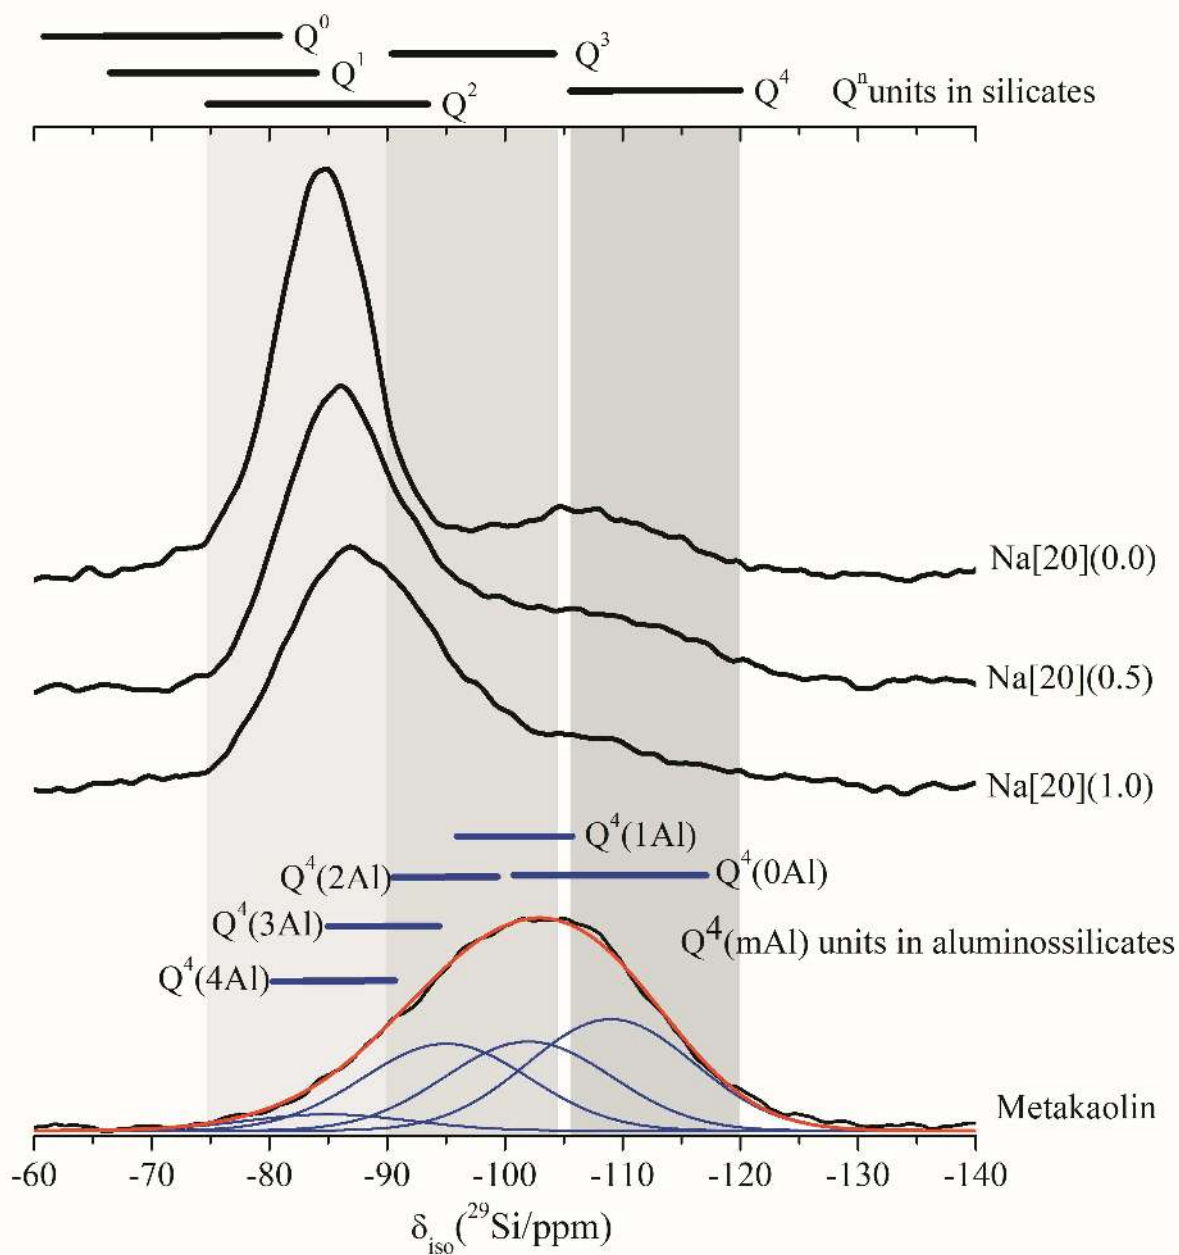 Q⁰
Q³
Q¹
Q²
Q⁴
Qⁿunits in silicates
Na[20](0.0)
Na[20](0.5)
Na[20](1.0)
Q⁴(1Al)
Q⁴(2Al)
Q⁴(0Al)
Q⁴(3Al)
Q⁴(mAl) units in aluminossilicates
Q⁴(4Al)
Metakaolin
-60 -70 -80 -90 -100 -110 -120 -130 -140
δiso(²⁹Si/ppm)